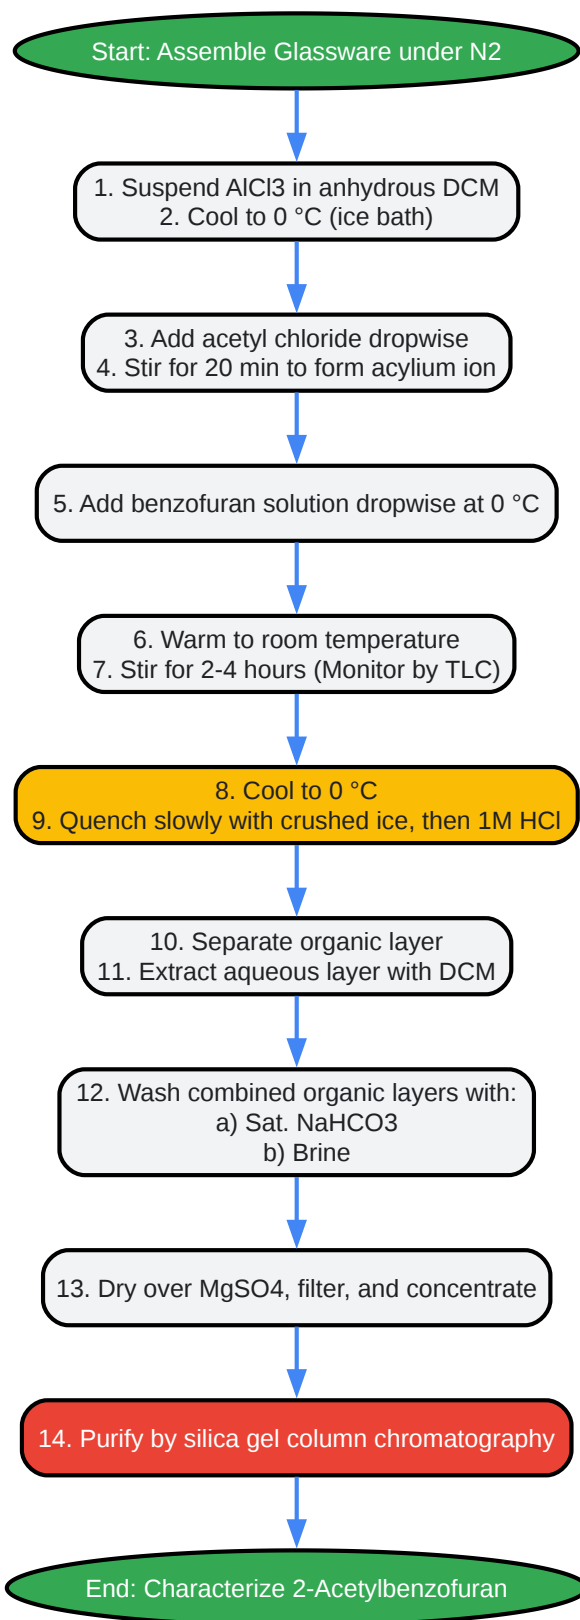 Start: Assemble Glassware under N2
1. Suspend AlCl3 in anhydrous DCM
2. Cool to 0 °C (ice bath)
3. Add acetyl chloride dropwise
4. Stir for 20 min to form acylium ion
5. Add benzofuran solution dropwise at 0 °C
6. Warm to room temperature
7. Stir for 2-4 hours (Monitor by TLC)
8. Cool to 0 °C
9. Quench slowly with crushed ice, then 1M HCl
10. Separate organic layer
11. Extract aqueous layer with DCM
12. Wash combined organic layers with:
a) Sat. NaHCO3
b) Brine
13. Dry over MgSO4, filter, and concentrate
14. Purify by silica gel column chromatography
End: Characterize 2-Acetylbenzofuran